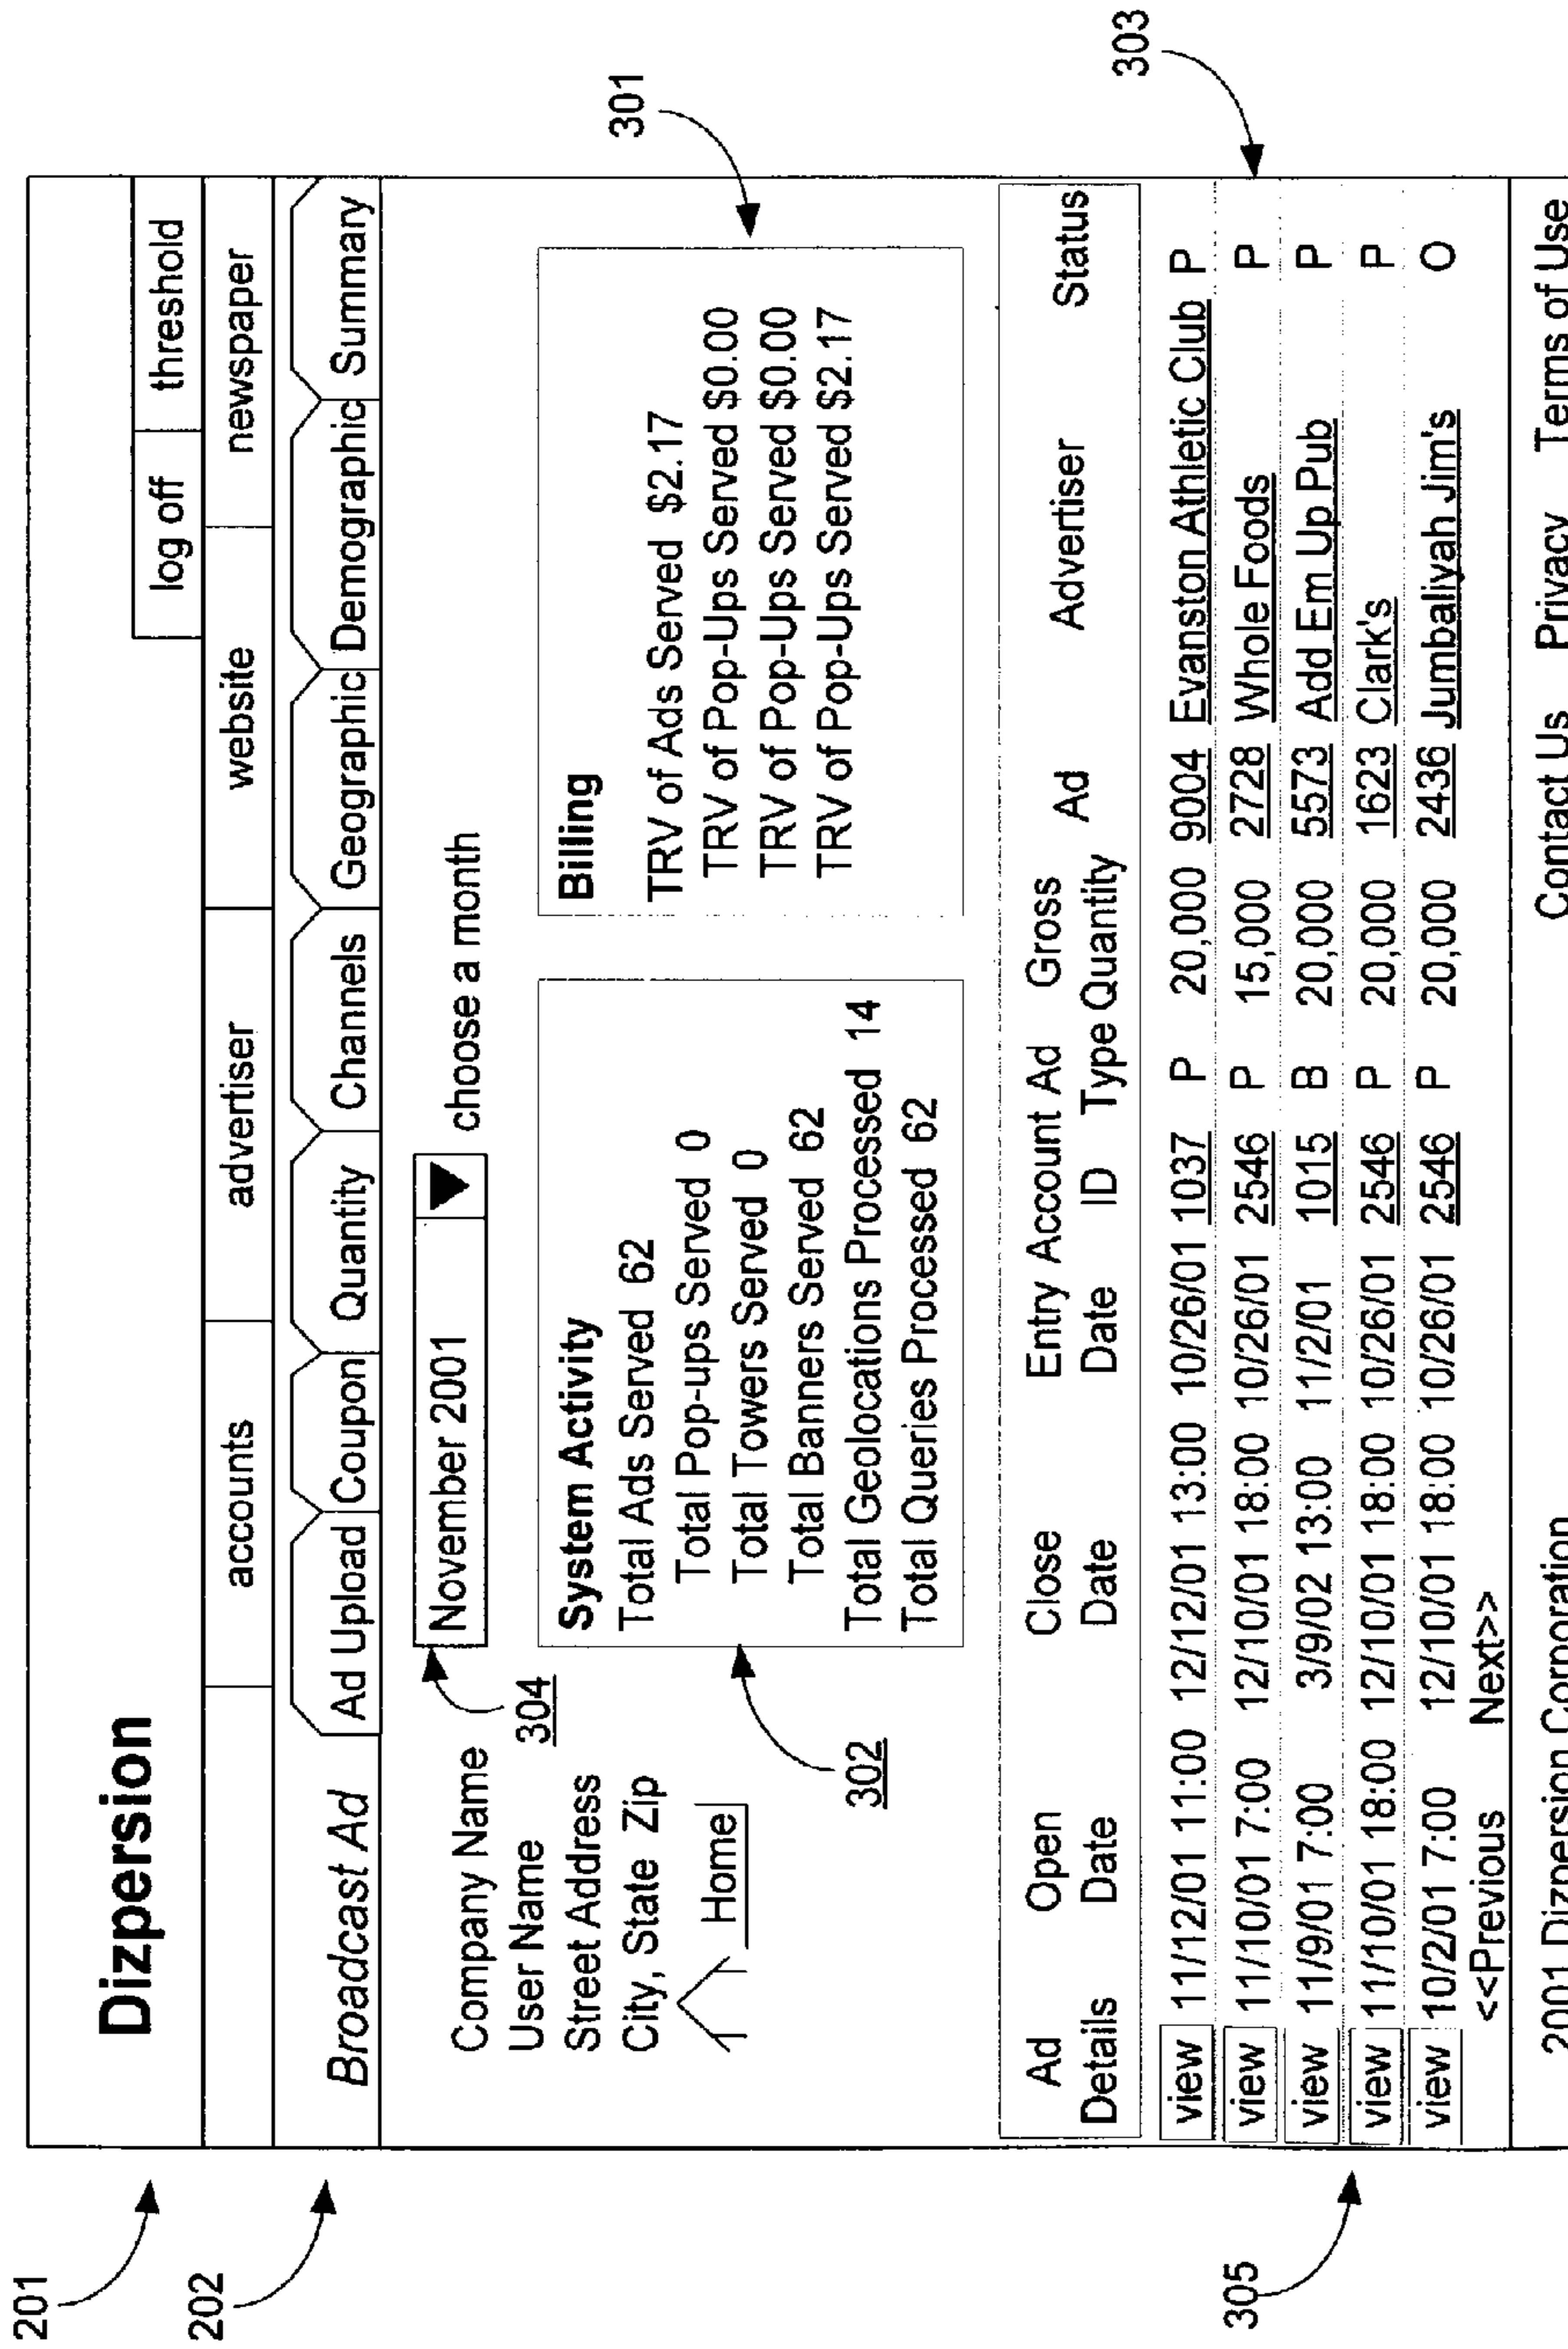 201
Dizpersion
log off threshold
accounts advertiser website newspaper
202
Broadcast Ad Ad Upload Coupon Quantity Channels Geographic Demographic Summary
November 2001 choose a month
304
Company Name
User Name
Street Address
City, State Zip
Home
System Activity
Total Ads Served 62
Total Pop-ups Served 0
Total Towers Served 0
Total Banners Served 62
Total Geolocations Processed 14
Total Queries Processed 62
302
Billing
TRV of Ads Served $2.17
TRV of Pop-Ups Served $0.00
TRV of Pop-Ups Served $0.00
TRV of Pop-Ups Served $2.17
301
Ad Open Close Entry Account Ad Gross Ad Advertiser Status
Details Date Date Date ID Type Quantity
view 11/12/01 11:00 12/12/01 13:00 10/26/01 1037 P 20,000 9004 Evanston Athletic Club P
view 11/10/01 7:00 12/10/01 18:00 10/26/01 2546 P 15,000 2728 Whole Foods P
view 11/9/01 7:00 3/9/02 13:00 11/2/01 1015 B 20,000 5573 Add Em Up Pub P
view 11/10/01 18:00 12/10/01 18:00 10/26/01 2546 P 20,000 1623 Clark's P
view 10/2/01 7:00 12/10/01 18:00 10/26/01 2546 P 20,000 2436 Jumbaliyah Jim's O
303
305
<<Previous Next>>
2001 Dizpersion Corporation Contact Us Privacy Terms of Use